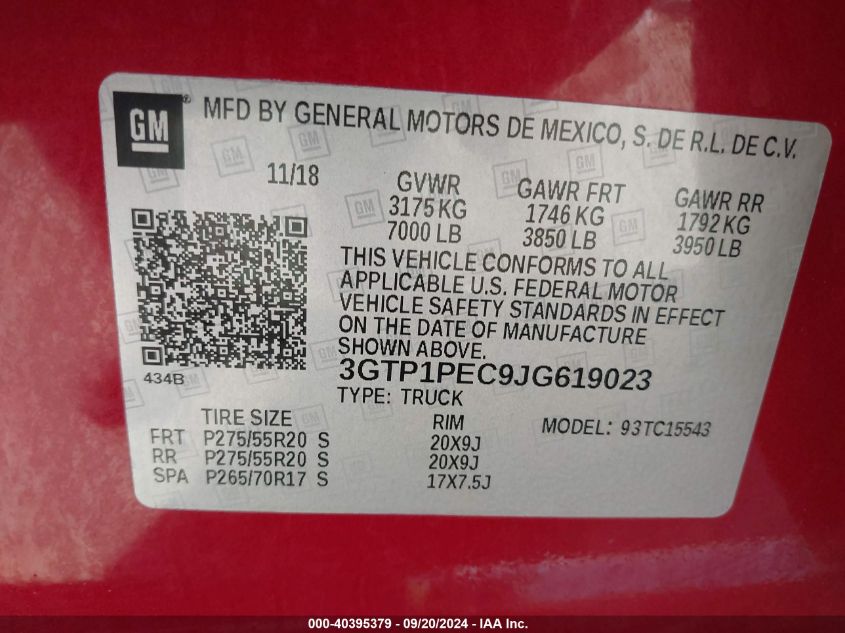 GM® MFD BY GENERAL MOTORS DE MEXICO, S. DE R.L. DE C.V.
11/18 GVWR GAWR FRT GAWR RR
3175 KG 1746 KG 1792 KG
7000 LB 3850 LB 3950 LB
THIS VEHICLE CONFORMS TO ALL
APPLICABLE U.S. FEDERAL MOTOR
VEHICLE SAFETY STANDARDS IN EFFECT
ON THE DATE OF MANUFACTURE
SHOWN ABOVE.
434B 3GTP1PEC9JG619023
TYPE: TRUCK
TIRE SIZE RIM MODEL: 93TC15543
FRT P275/55R20 S 20X9J
RR P275/55R20 S 20X9J
SPA P265/70R17 S 17X7.5J
000-40395379 - 09/20/2024 - IAA Inc.